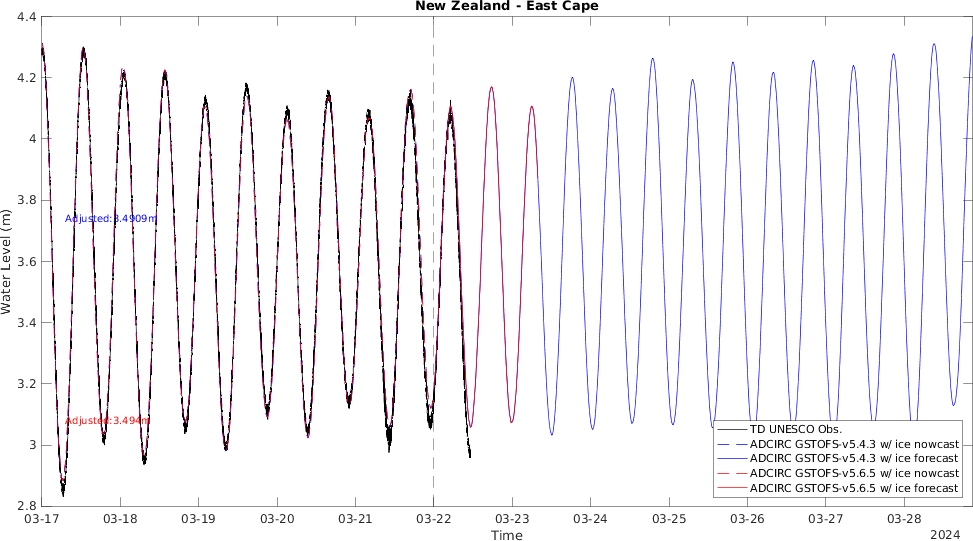 New Zealand - East Cape
4.4
4.2
4
3.8
3.6
3.4
3.2
3
2.8
Water Level (m)
Adjusted:3.4909m
Adjusted:3.494m
TD UNESCO Obs.
ADCIRC GSTOFS-v5.4.3 w/ ice nowcast
ADCIRC GSTOFS-v5.4.3 w/ ice forecast
ADCIRC GSTOFS-v5.6.5 w/ ice nowcast
ADCIRC GSTOFS-v5.6.5 w/ ice forecast
03-17 03-18 03-19 03-20 03-21 03-22 03-23 03-24 03-25 03-26 03-27 03-28
Time
2024